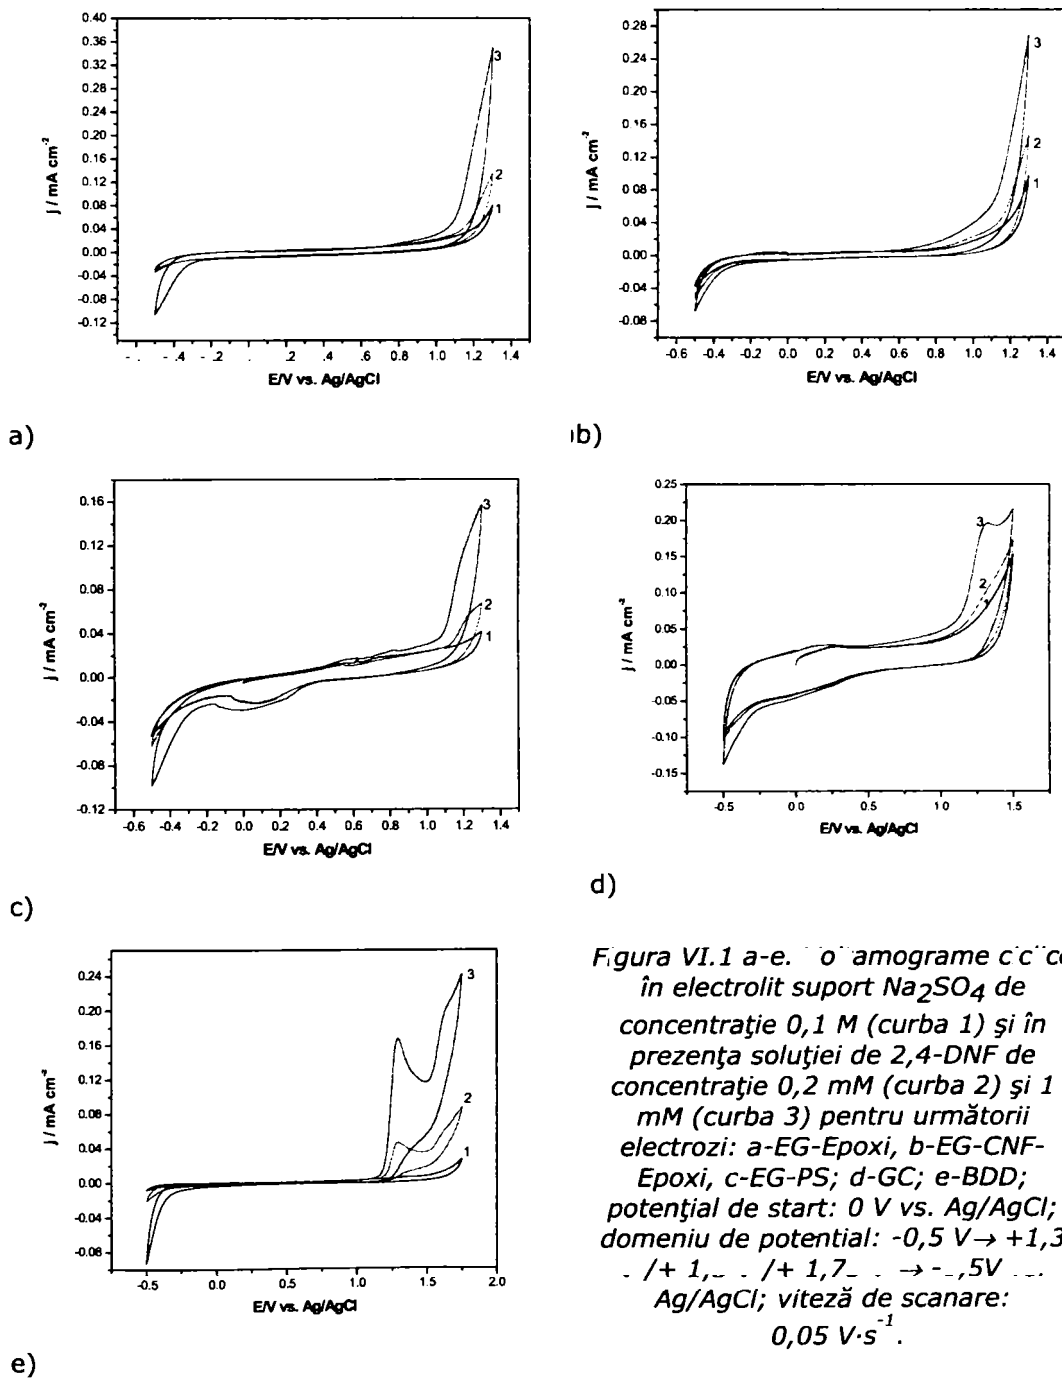 0.40
0.36
0.32
0.28
0.24
0.20
0.16
0.12
0.08
0.04
0.00
-0.04
-0.08
-0.12
j / mA cm⁻²
3
2
1
.2 .4 .6 0.8 1.0 1.2 1.4
E/V vs. Ag/AgCl
a)
0.28
0.24
0.20
0.16
0.12
0.08
0.04
0.00
-0.04
-0.08
j / mA cm⁻²
3
2
1
-0.6 -0.4 -0.2 0.0 0.2 0.4 0.6 0.8 1.0 1.2 1.4
E/V vs. Ag/AgCl
b)
0.16
0.12
0.08
0.04
0.00
-0.04
-0.08
-0.12
j / mA cm⁻²
3
2
1
-0.6 -0.4 -0.2 0.0 0.2 0.4 0.6 0.8 1.0 1.2 1.4
E/V vs. Ag/AgCl
c)
0.25
0.20
0.15
0.10
0.05
0.00
-0.05
-0.10
-0.15
j / mA cm⁻²
3
2
1
-0.5 0.0 0.5 1.0 1.5
E/V vs. Ag/AgCl
d)
0.24
0.20
0.16
0.12
0.08
0.04
0.00
-0.04
-0.08
j / mA cm⁻²
3
2
1
-0.5 0.0 0.5 1.0 1.5 2.0
E/V vs. Ag/AgCl
e)
Figura VI.1 a-e.
în electrolit suport Na₂SO₄ de
concentraţie 0,1 M (curba 1) şi în
prezenţa soluţiei de 2,4-DNF de
concentraţie 0,2 mM (curba 2) şi 1
mM (curba 3) pentru următorii
electrozi: a-EG-Epoxi, b-EG-CNF-
Epoxi, c-EG-PS; d-GC; e-BDD;
potenţial de start: 0 V vs. Ag/AgCl;
domeniu de potential: -0,5 V→ +1,3
Ag/AgCl; viteză de scanare:
0,05 V·s⁻¹.